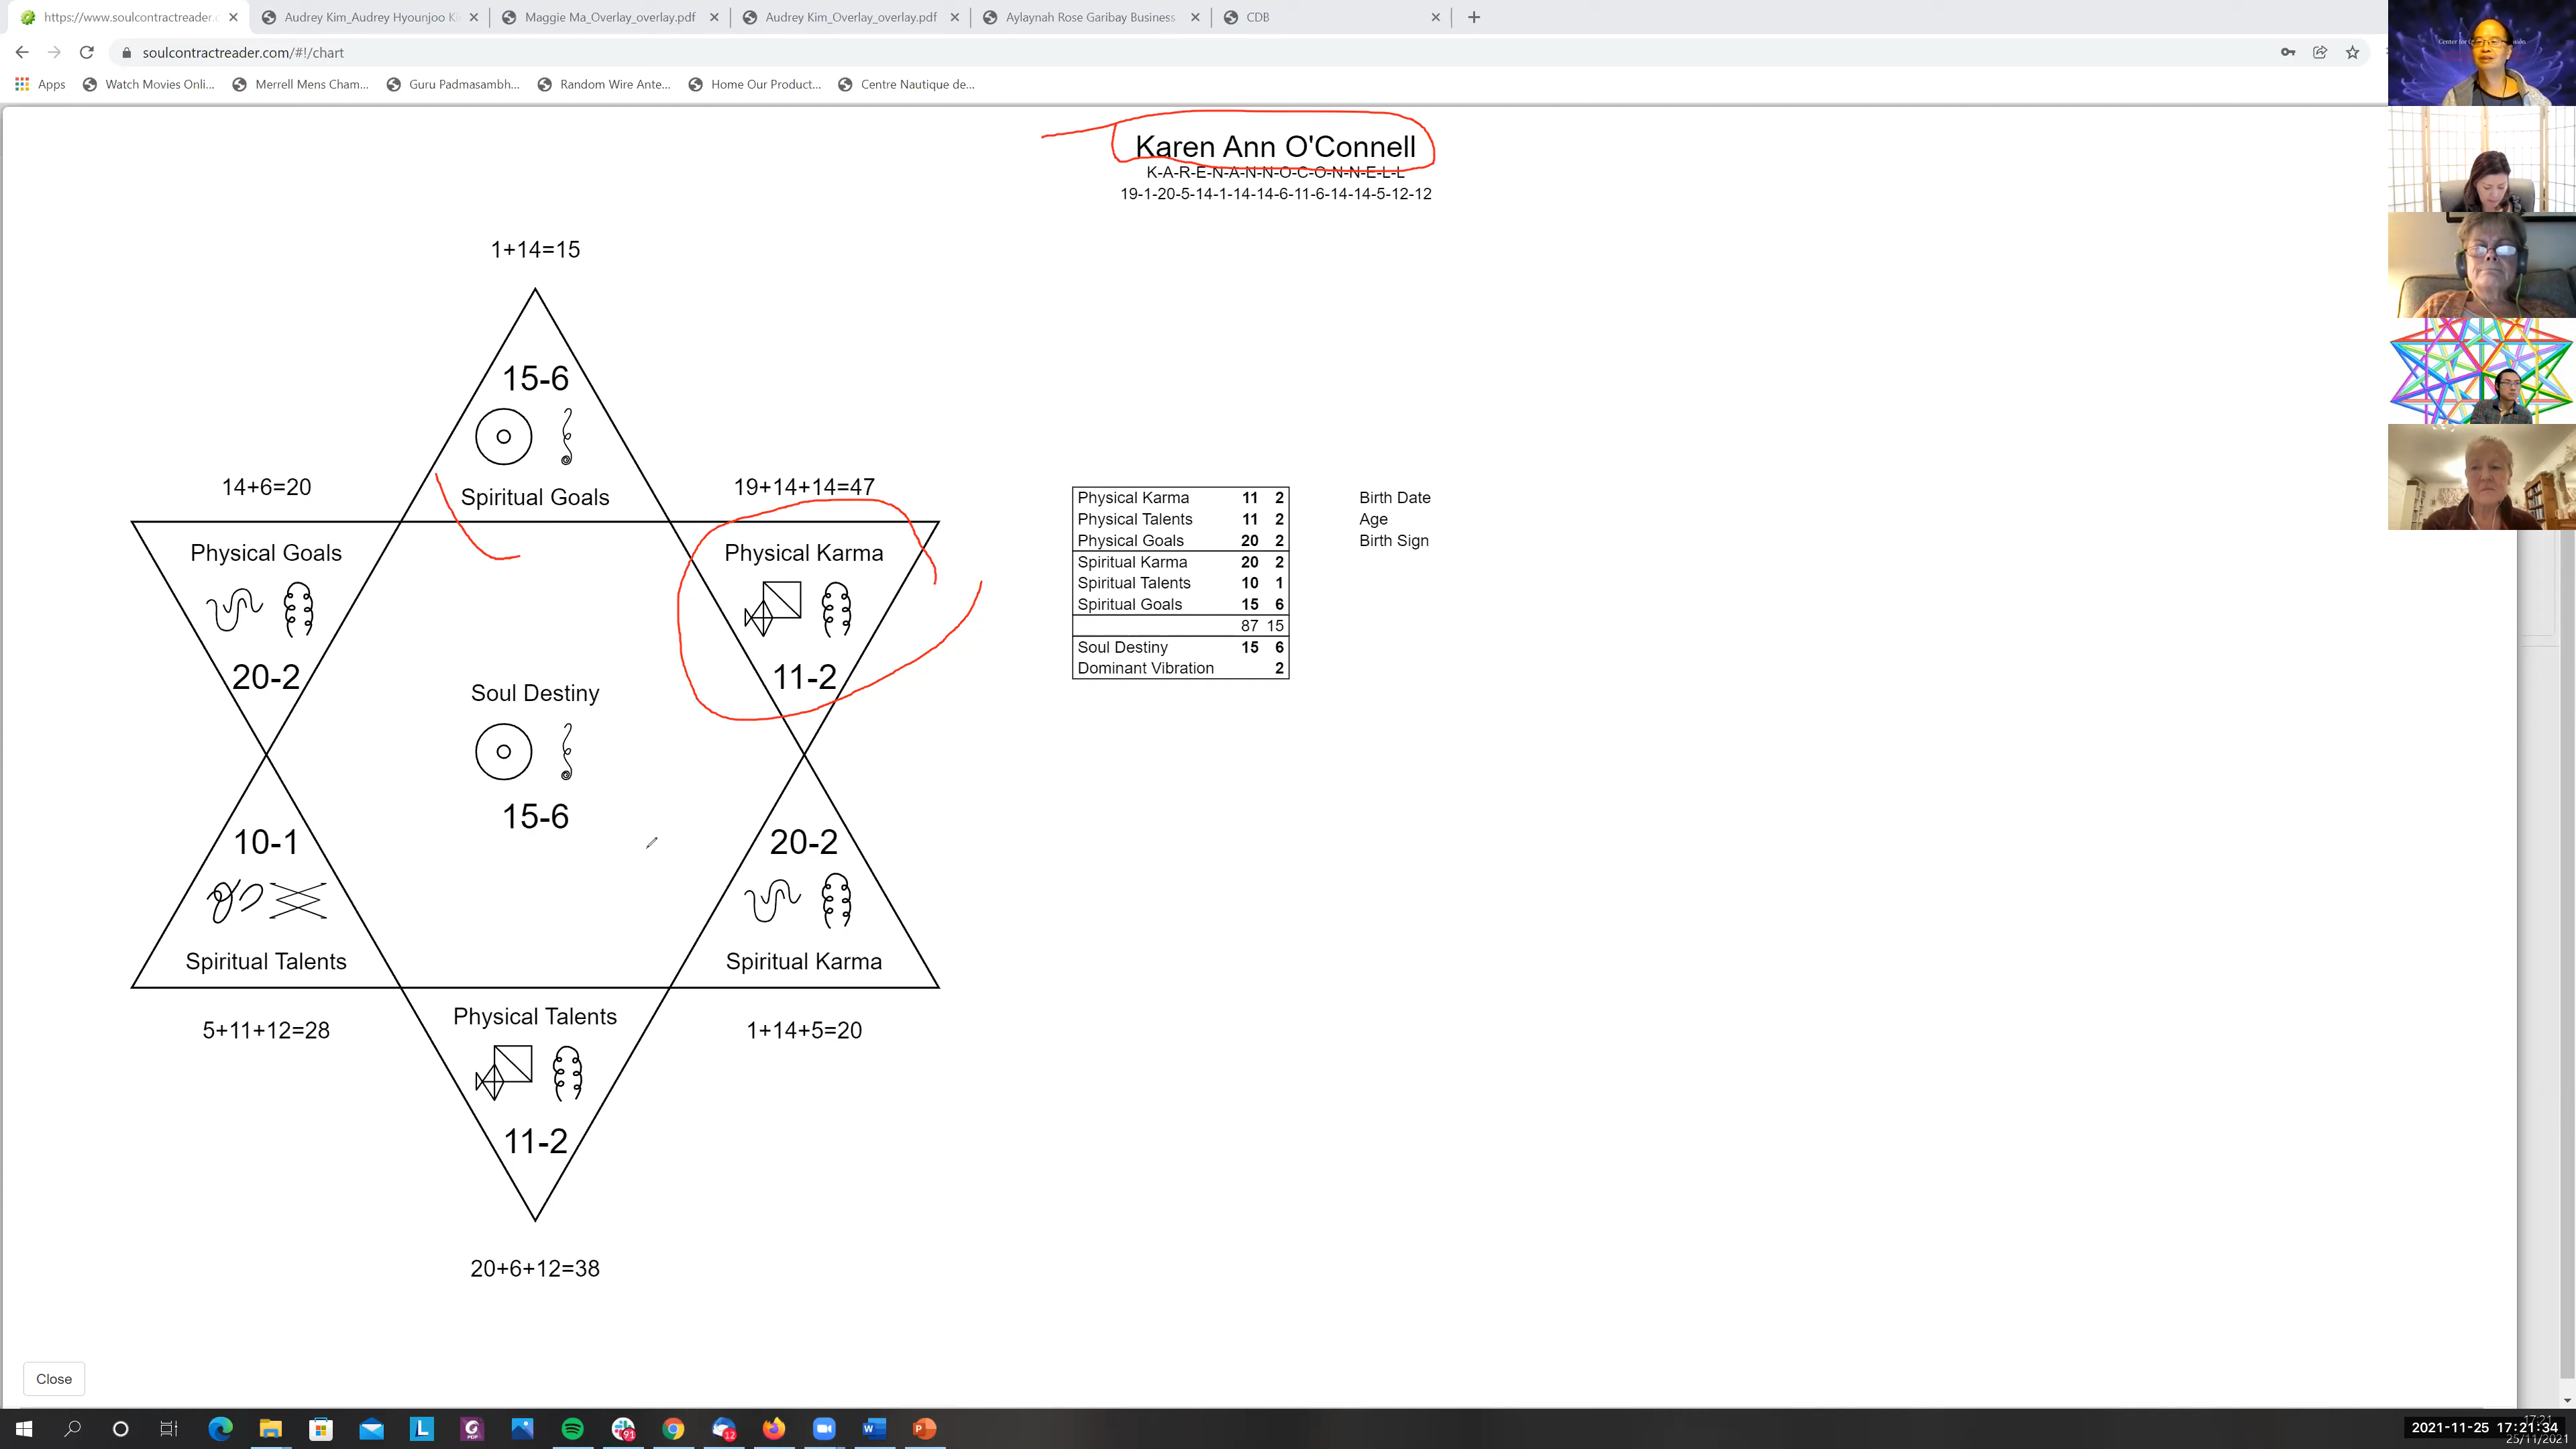 https://www.soulcontractreader.c
Audrey Kim_Audrey Hyounjoo Ki
Maggie Ma_Overlay_overlay.pdf
Audrey Kim_Overlay_overlay.pdf
Aylaynah Rose Garibay Business
CDB
soulcontractreader.com/#!/chart
Apps
Watch Movies Onli...
Merrell Mens Cham...
Guru Padmasambh...
Random Wire Ante...
Home Our Product...
Centre Nautique de...
Karen Ann O'Connell
K-A-R-E-N-A-N-N-O-C-O-N-N-E-L-L
19-1-20-5-14-1-14-14-6-11-6-14-14-5-12-12
1+14=15
15-6
Spiritual Goals
14+6=20
19+14+14=47
Physical Goals
20-2
Physical Karma
11-2
Soul Destiny
15-6
10-1
Spiritual Talents
5+11+12=28
20-2
Spiritual Karma
1+14+5=20
Physical Talents
11-2
20+6+12=38
Physical Karma 11 2
Physical Talents 11 2
Physical Goals 20 2
Spiritual Karma 20 2
Spiritual Talents 10 1
Spiritual Goals 15 6
87 15
Soul Destiny 15 6
Dominant Vibration 2
Birth Date
Age
Birth Sign
Close
91
12
17:21
2021-11-25 17:21:34
25/11/2021